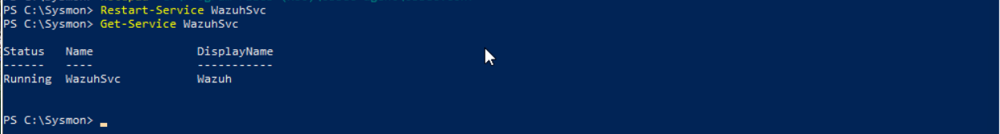 PS C:\Sysmon> Restart-Service WazuhSvc
PS C:\Sysmon> Get-Service WazuhSvc
Status   Name               DisplayName
------   ----               -----------
Running  WazuhSvc           Wazuh
PS C:\Sysmon>